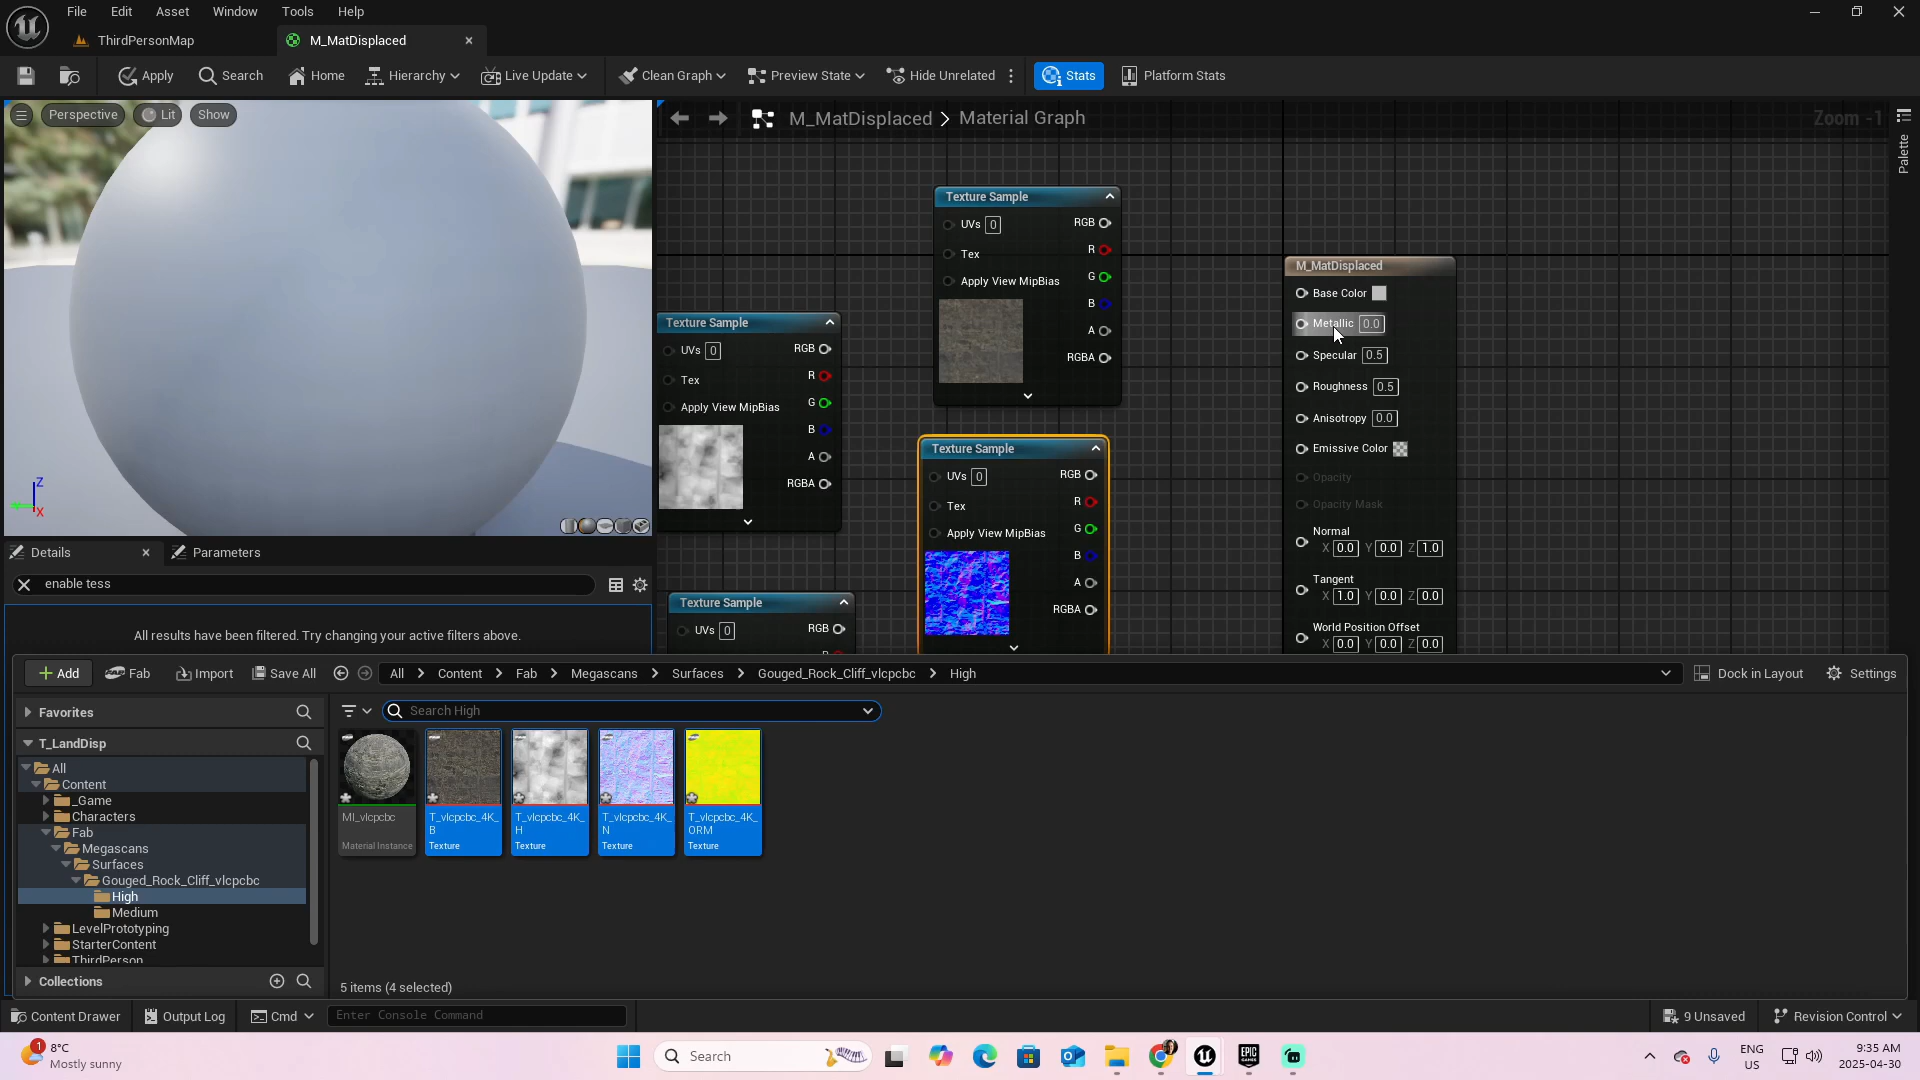 File Edit Asset Window Tools Help
ThirdPersonMap M_MatDisplaced
Apply Search Home Hierarchy Live Update Clean Graph Preview State Hide Unrelated Stats Platform Stats
Perspective Lit Show
M_MatDisplaced > Material Graph
Zoom -1
Palette
Texture Sample
UVs 0 RGB
Tex R
Apply View MipBias G
B
A
RGBA
Texture Sample
UVs 0 RGB
Tex R
Apply View MipBias G
B
A
RGBA
M_MatDisplaced
Base Color
Metallic 0.0
Specular 0.5
Roughness 0.5
Anisotropy 0.0
Emissive Color
Opacity
Opacity Mask
Normal
X 0.0 Y 0.0 Z 1.0
Tangent
X 1.0 Y 0.0 Z 0.0
World Position Offset
X 0.0 Y 0.0 Z 0.0
Texture Sample
UVs 0 RGB
Tex R
Apply View MipBias G
B
A
RGBA
Texture Sample
UVs 0 RGB
Z
X
Details Parameters
enable tess
All results have been filtered. Try changing your active filters above.
Add Fab Import Save All All > Content > Fab > Megascans > Surfaces > Gouged_Rock_Cliff_vlcpcbc > High Dock in Layout Settings
Favorites
Search High
T_LandDisp
All
Content
_Game
Characters
Fab
Megascans
Surfaces
Gouged_Rock_Cliff_vlcpcbc
High
Medium
LevelPrototyping
StarterContent
ThirdPerson
Collections
MI_vlcpcbc
Material Instance
T_vlcpcbc_4K_
B
Texture
T_vlcpcbc_4K_
H
Texture
T_vlcpcbc_4K_
N
Texture
T_vlcpcbc_4K_
ORM
Texture
5 items (4 selected)
Content Drawer Output Log Cmd Enter Console Command 9 Unsaved Revision Control
1
8°C
Mostly sunny
Search
EPIC
GAMES
ENG
US
9:35 AM
2025-04-30